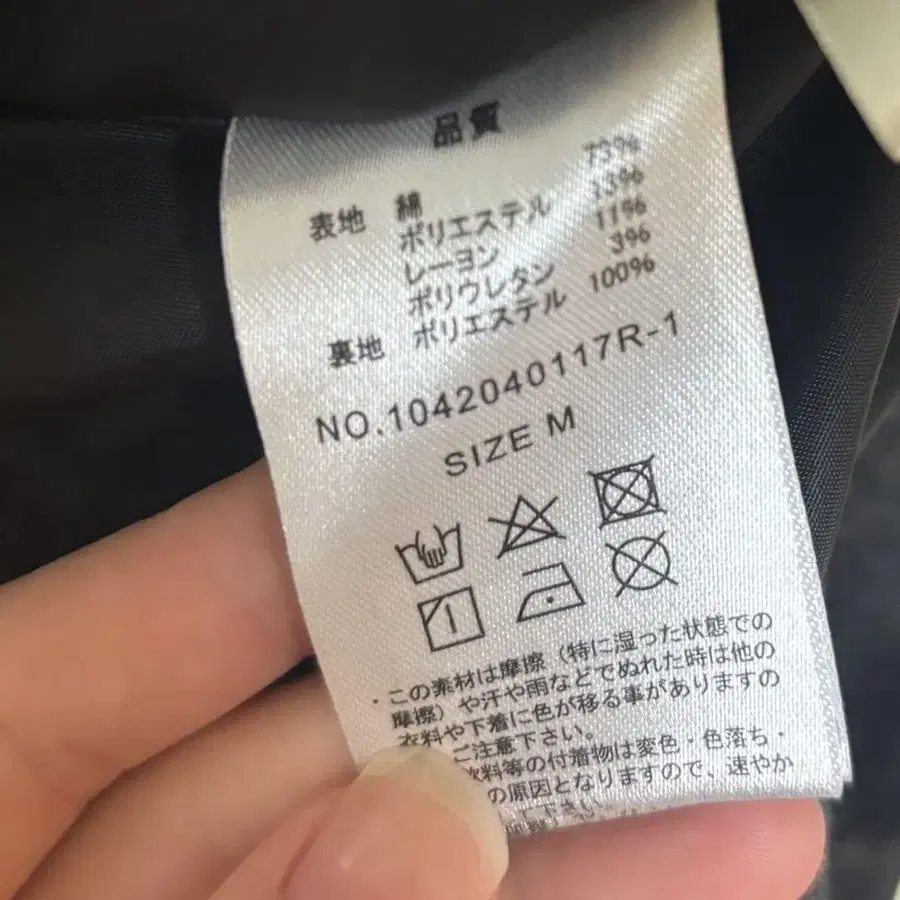 品質
表地 綿 73%
ポリエステル 13%
レーヨン 11%
ポリウレタン 3%
裏地 ポリエステル 100%
NO.1042040117R-1
SIZE M
・この素材は摩擦（特に湿った状態での
摩擦）や汗や雨などでぬれた時は他の
衣料や下着に色が移る事がありますの
ご注意下さい。
飲料等の付着物は変色・色落ち・
の原因となりますので、速やか
下さい。